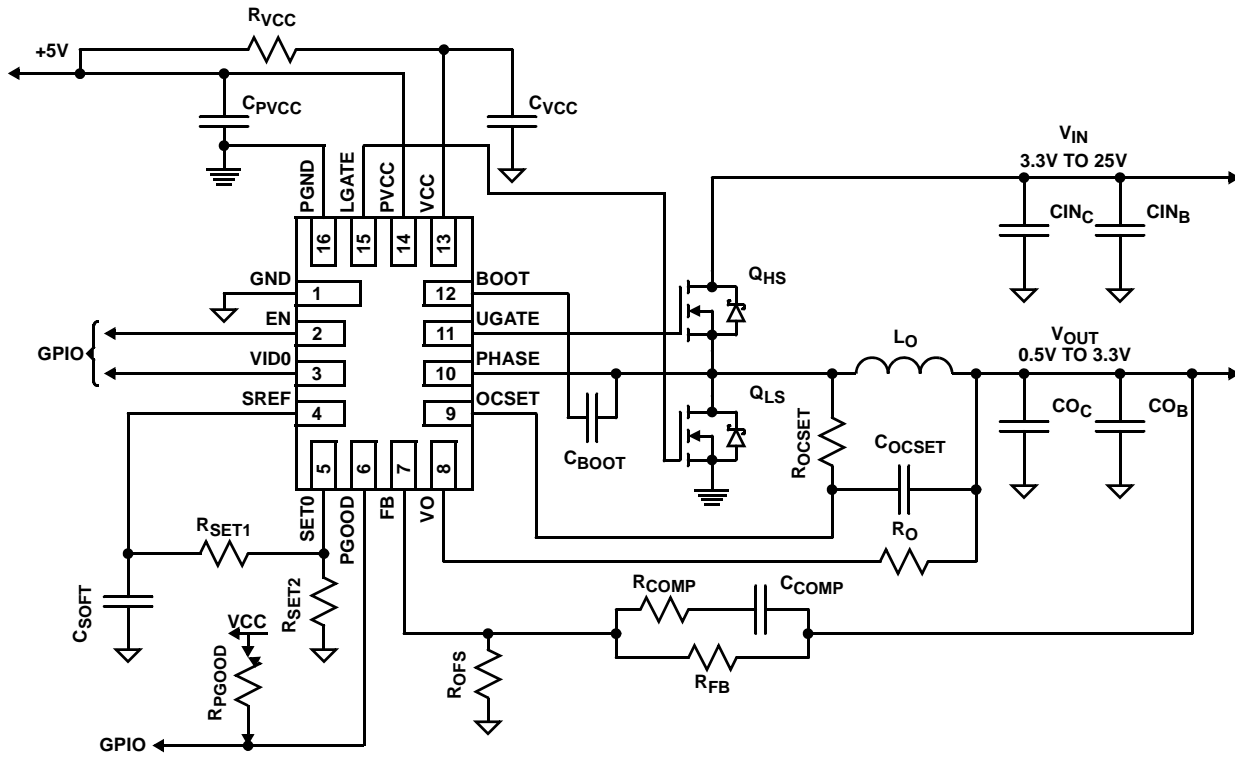 RVCC
+5V
CPVCC
CVCC
VIN
3.3V TO 25V
PGND
LGATE
PVCC
VCC
16
15
14
13
CINC
CINB
GND
1
12
BOOT
QHS
EN
2
11
UGATE
GPIO
VID0
3
10
PHASE
LO
VOUT
0.5V TO 3.3V
SREF
4
9
OCSET
QLS
COC
COB
CBOOT
ROCSET
COCSET
5
6
7
8
SET0
PGOOD
FB
VO
RO
RSET1
CSOFT
RSET2
RCOMP
CCOMP
VCC
RPGOOD
ROFS
RFB
GPIO